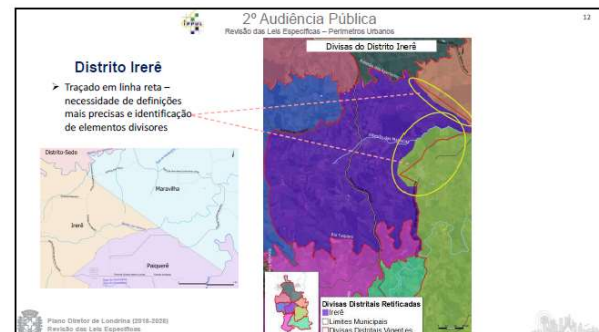 2º Audiência Pública
Revisão das Leis Específicas – Perímetros Urbanos
12
Distrito Irerê
➢ Traçado em linha reta –
necessidade de definições
mais precisas e identificação
de elementos divisores
Divisas do Distrito Irerê
Distrito-Sede
Maravilha
Irerê
Paiquerê
Divisas Distritais Retificadas
Irerê
Limites Municipais
Divisas Distritais Vigentes
Plano Diretor de Londrina (2018-2028)
Revisão das Leis Específicas